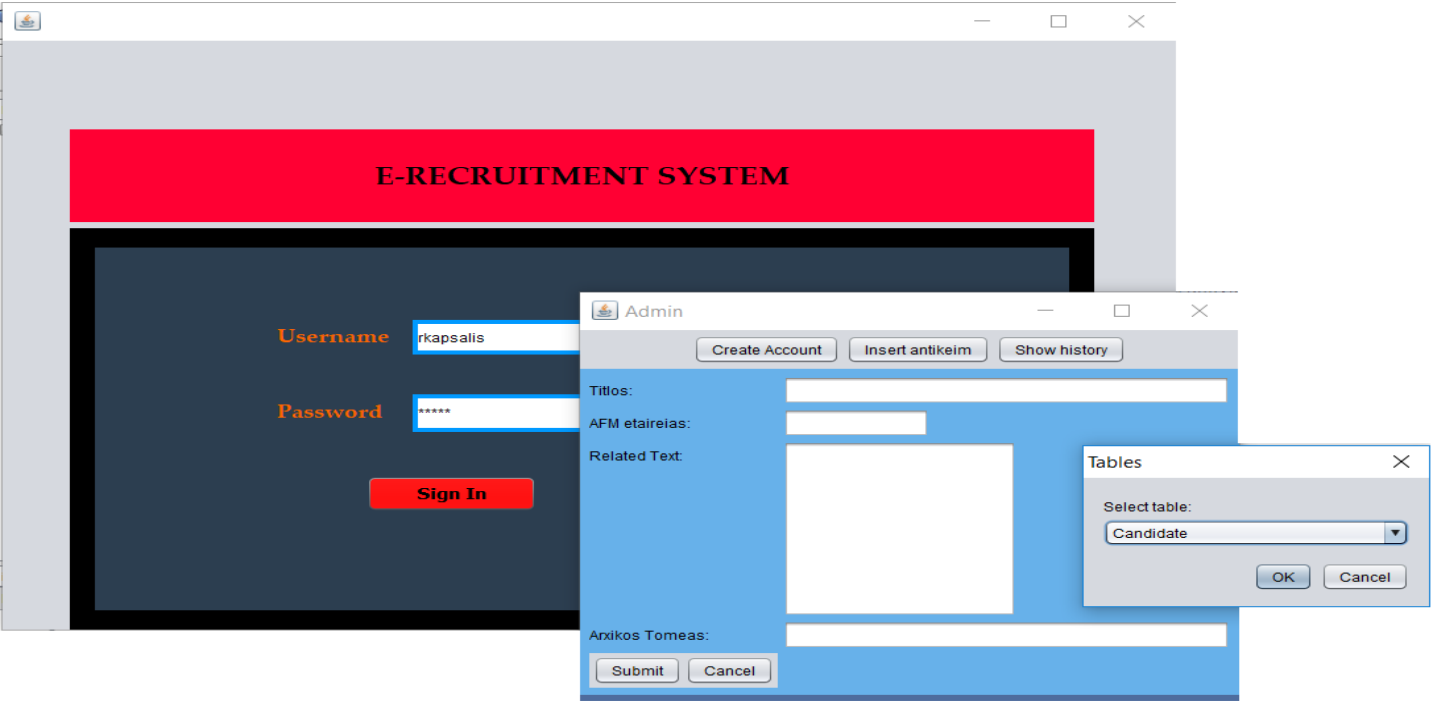 E-RECRUITMENT SYSTEM
Username rkapsalis
Password *****
Sign In
Admin
Create Account Insert antikeim Show history
Titlos:
AFM etaireias:
Related Text:
Arxikos Tomeas:
Submit Cancel
Tables
Select table:
Candidate
OK Cancel